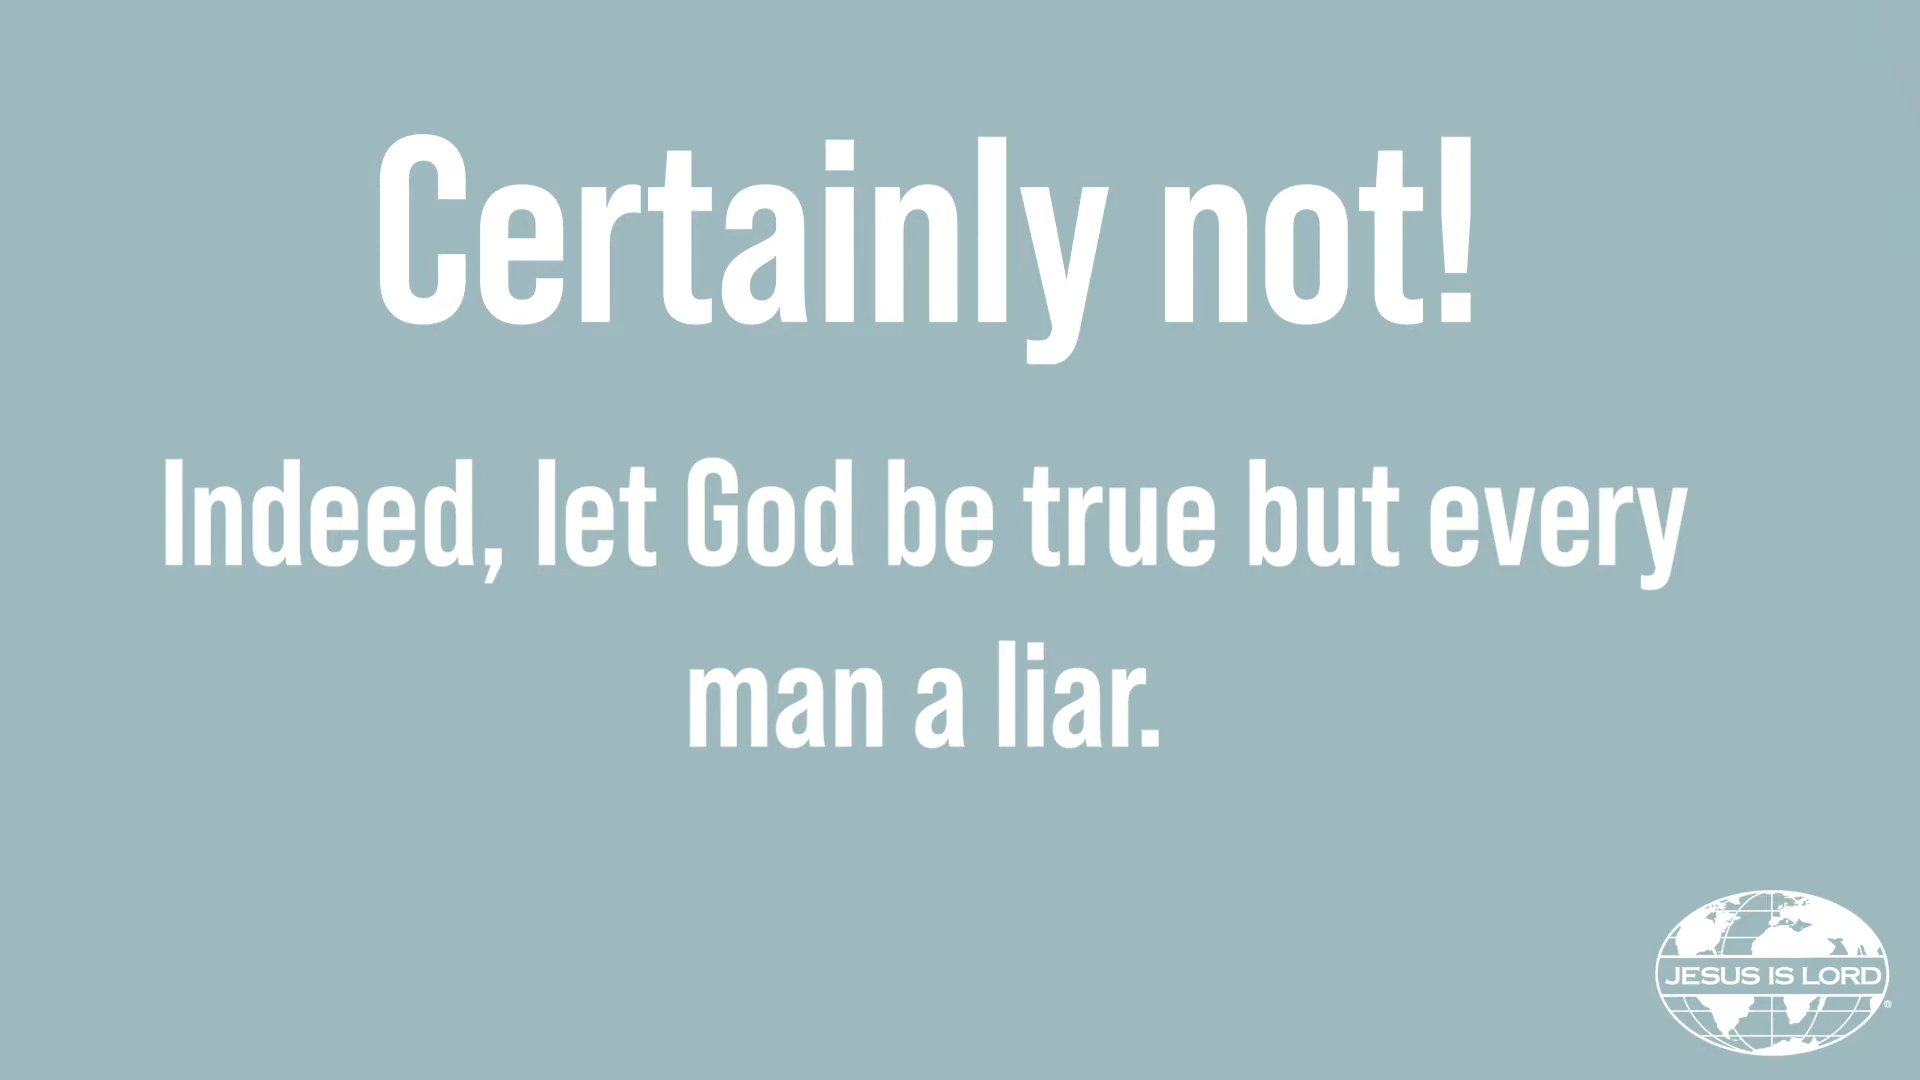 Certainly not!
Indeed, let God be true but every
man a liar.
JESUS IS LORD
®